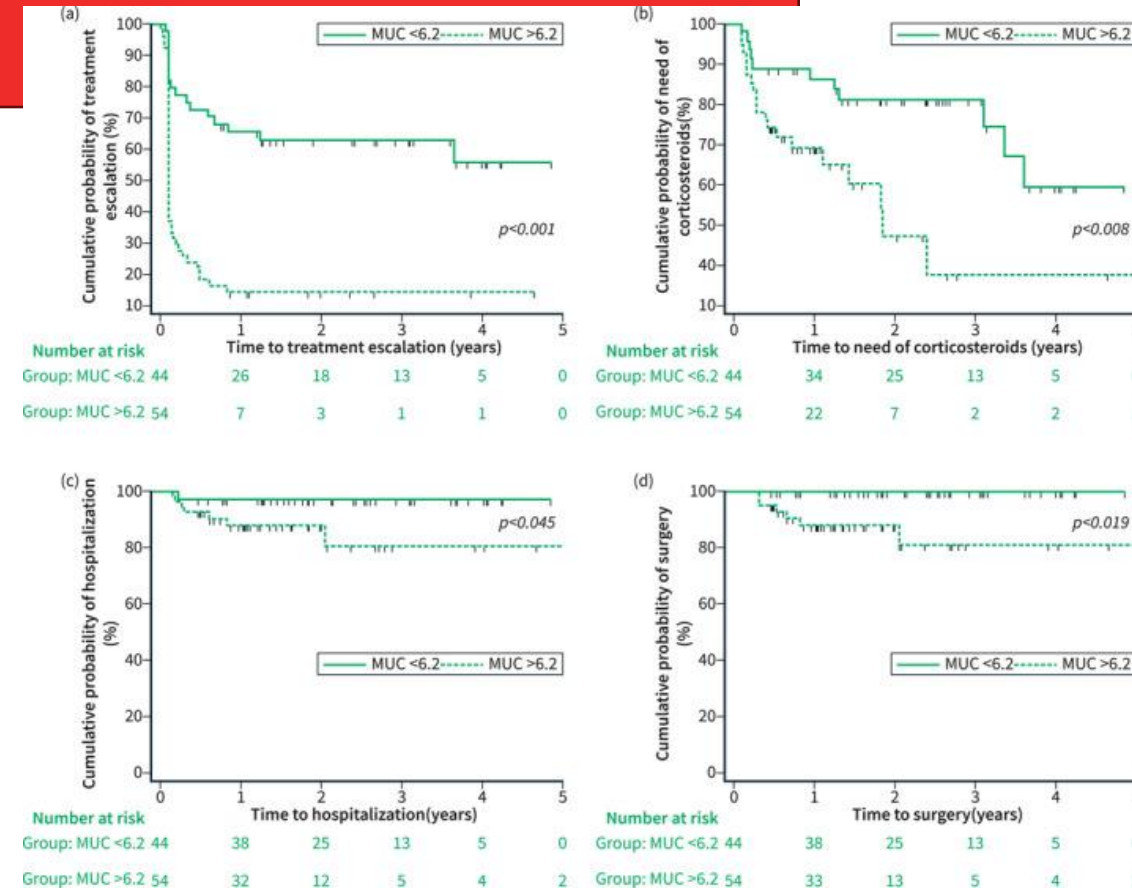 (a)
Cumulative probability of treatment
escalation (%)
100
90
80
70
60
50
40
30
20
10
MUC <6.2 MUC >6.2
p<0.001
0 1 2 3 4 5
Time to treatment escalation (years)
Number at risk
Group: MUC <6.2 44 26 18 13 5 0
Group: MUC >6.2 54 7 3 1 1 0
(b)
Cumulative probability of need of
corticosteroids(%)
100
90
80
70
60
50
40
10
MUC <6.2 MUC >6.2
p<0.008
0 1 2 3 4
Time to need of corticosteroids (years)
Number at risk
Group: MUC <6.2 44 34 25 13 5
Group: MUC >6.2 54 22 7 2 2
(c)
Cumulative probability of hospitalization
(%)
100
80
60
40
20
0
p<0.045
MUC <6.2 MUC >6.2
0 1 2 3 4 5
Time to hospitalization(years)
Number at risk
Group: MUC <6.2 44 38 25 13 5 0
Group: MUC >6.2 54 32 12 5 4 2
(d)
Cumulative probability of surgery
(%)
100
80
60
40
20
0
p<0.019
MUC <6.2 MUC >6.2
0 1 2 3 4
Time to surgery(years)
Number at risk
Group: MUC <6.2 44 38 25 13 5
Group: MUC >6.2 54 33 13 5 4